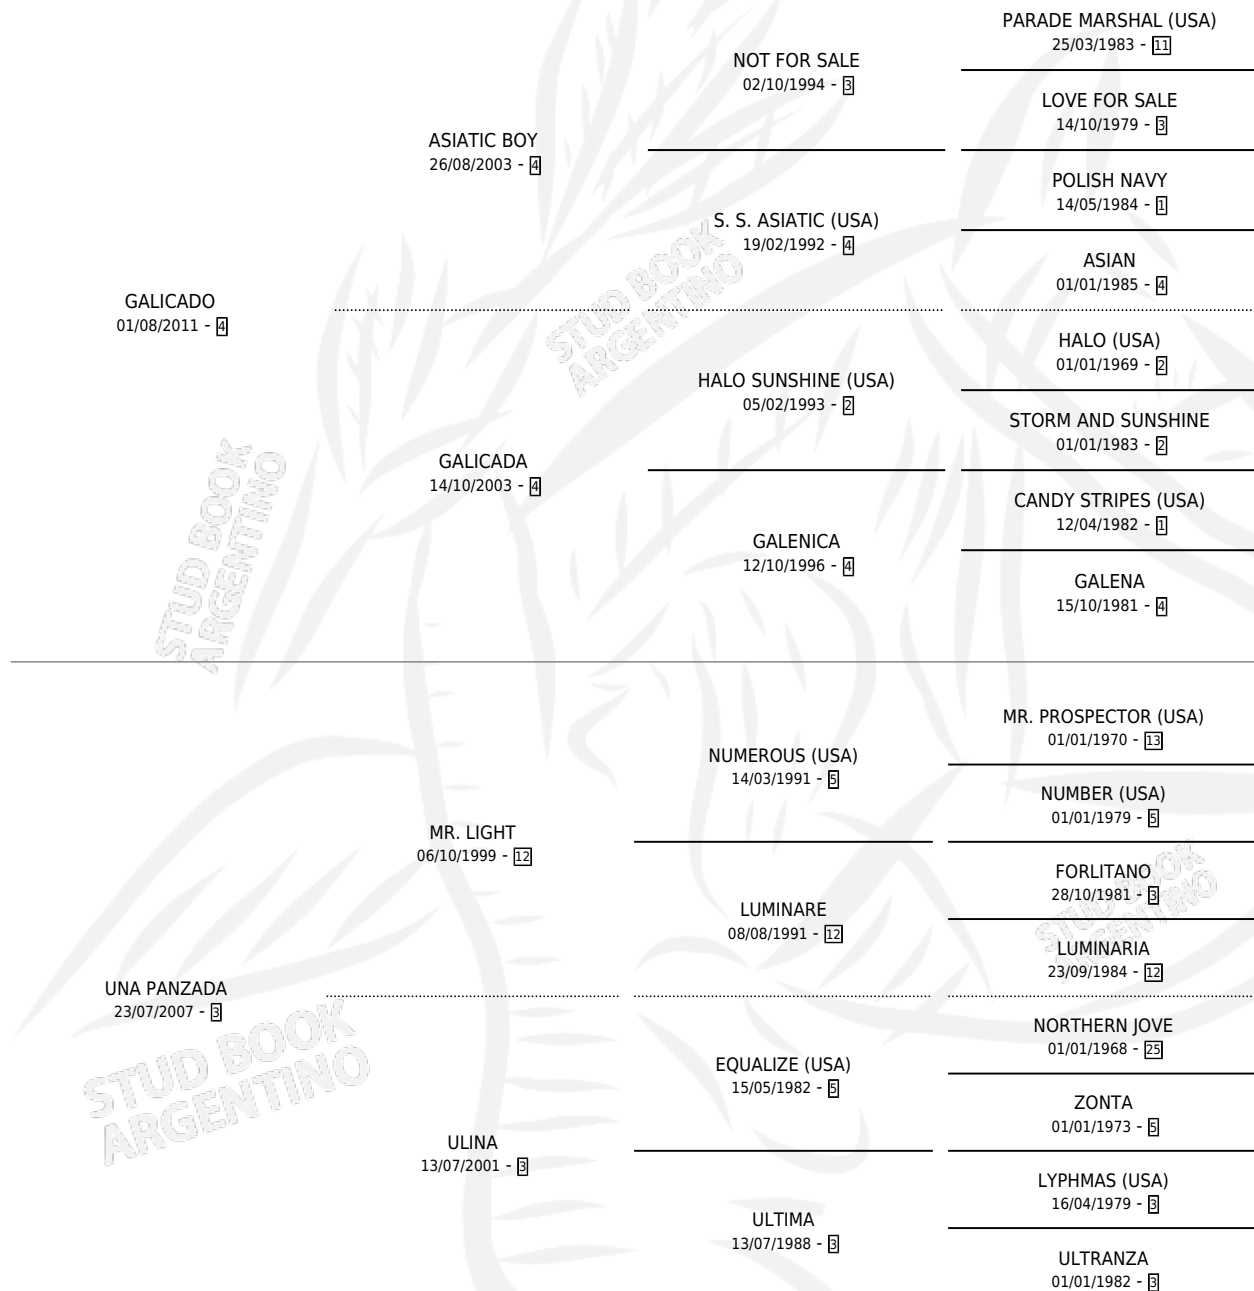 PARADE MARSHAL (USA)
25/03/1983 - 11
NOT FOR SALE
02/10/1994 - 3
LOVE FOR SALE
14/10/1979 - 3
ASIATIC BOY
26/08/2003 - 4
POLISH NAVY
14/05/1984 - 1
S. S. ASIATIC (USA)
19/02/1992 - 4
ASIAN
01/01/1985 - 4
GALICADO
01/08/2011 - 4
STUD BOOK
ARGENTINO
HALO (USA)
01/01/1969 - 2
HALO SUNSHINE (USA)
05/02/1993 - 2
STORM AND SUNSHINE
01/01/1983 - 2
GALICADA
14/10/2003 - 4
CANDY STRIPES (USA)
12/04/1982 - 1
GALENICA
12/10/1996 - 4
GALENA
15/10/1981 - 4
STUD BOOK
ARGENTINO
MR. PROSPECTOR (USA)
01/01/1970 - 13
NUMEROUS (USA)
14/03/1991 - 5
NUMBER (USA)
01/01/1979 - 5
MR. LIGHT
06/10/1999 - 12
FORLITANO
28/10/1981 - 3
LUMINARE
08/08/1991 - 12
LUMINARIA
23/09/1984 - 12
STUD BOOK
ARGENTINO
UNA PANZADA
23/07/2007 - 3
NORTHERN JOVE
01/01/1968 - 25
EQUALIZE (USA)
15/05/1982 - 5
ZONTA
01/01/1973 - 5
STUD BOOK
ARGENTINO
ULINA
13/07/2001 - 3
LYPHMAS (USA)
16/04/1979 - 3
ULTIMA
13/07/1988 - 3
ULTRANZA
01/01/1982 - 3